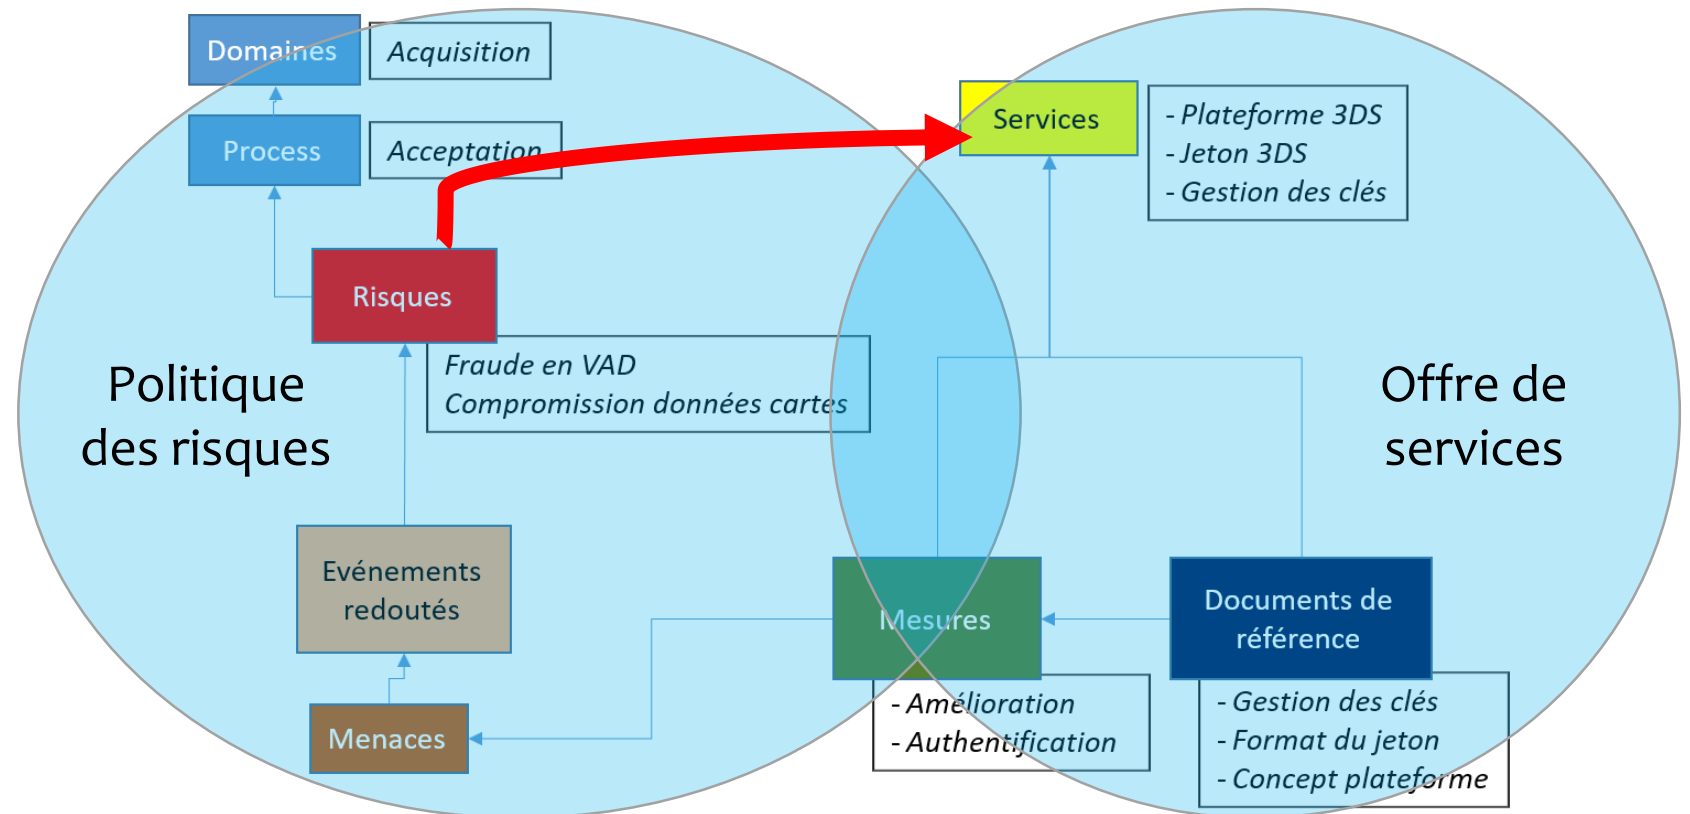 Domaines
Acquisition
Process
Acceptation
Services
- Plateforme 3DS
- Jeton 3DS
- Gestion des clés
Risques
Fraude en VAD
Compromission données cartes
Politique
des risques
Offre de
services
Evénements
redoutés
Menaces
Mesures
- Amélioration
- Authentification
Documents de
référence
- Gestion des clés
- Format du jeton
- Concept plateforme